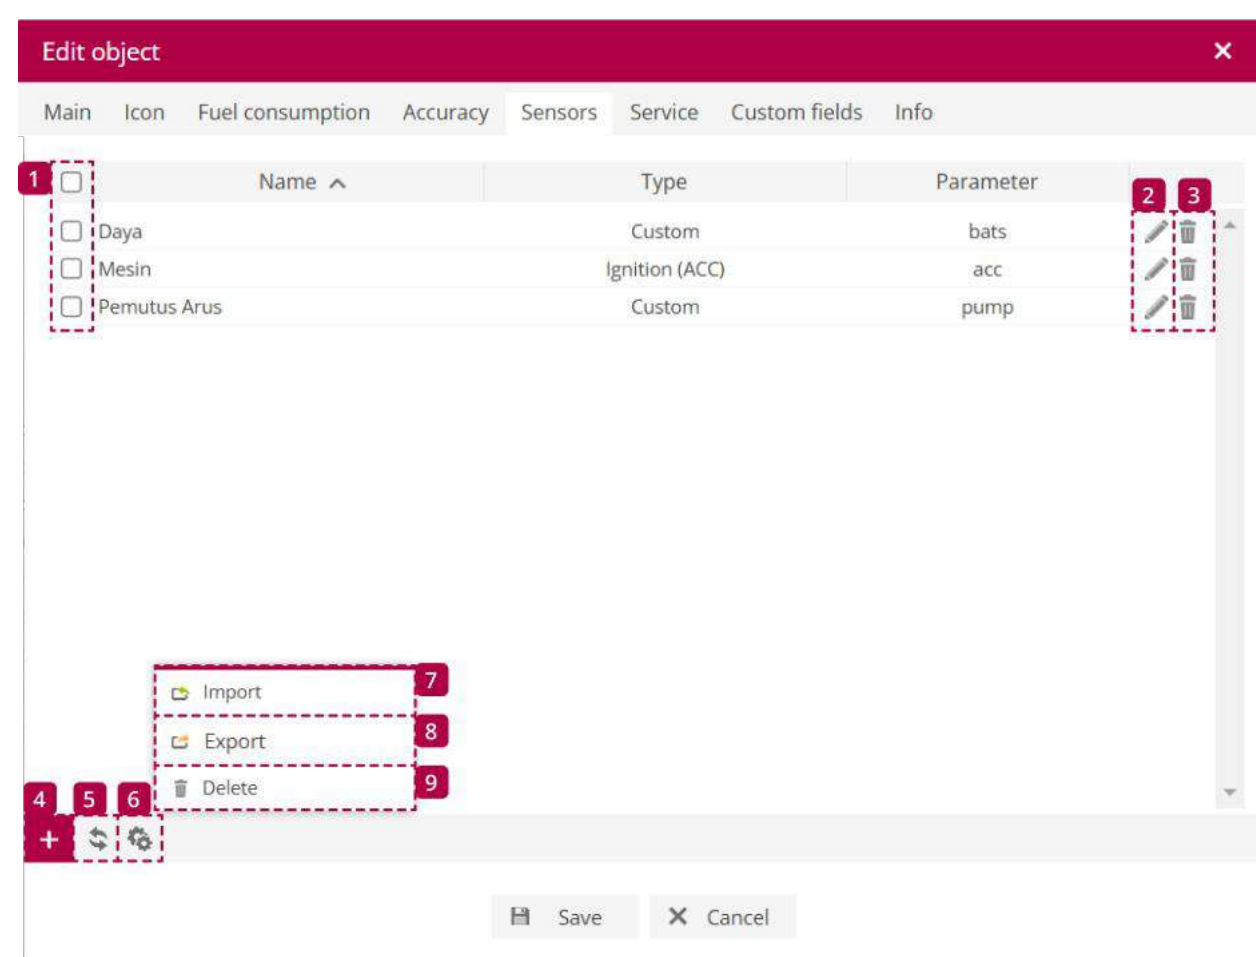 Edit object
Main Icon Fuel consumption Accuracy Sensors Service Custom fields Info
1 Name Type Parameter
2 3
Daya Custom bats
Mesin Ignition (ACC) acc
Pemutus Arus Custom pump
Import 7
Export 8
Delete 9
4 5 6
Save Cancel